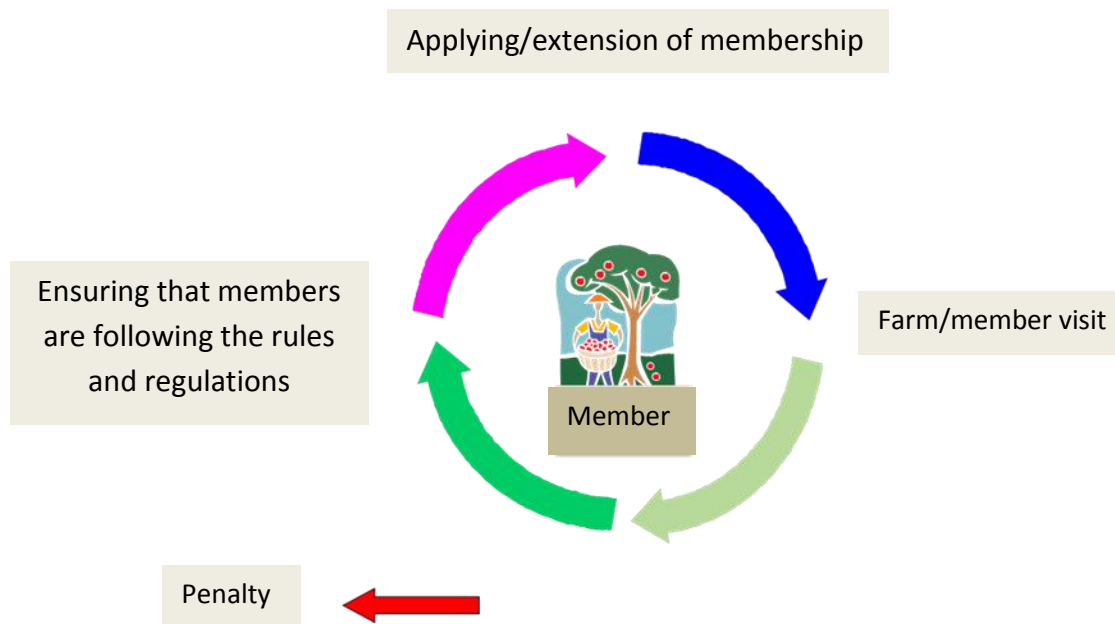 Applying/extension of membership
Ensuring that members
are following the rules
and regulations
Farm/member visit
Member
Penalty